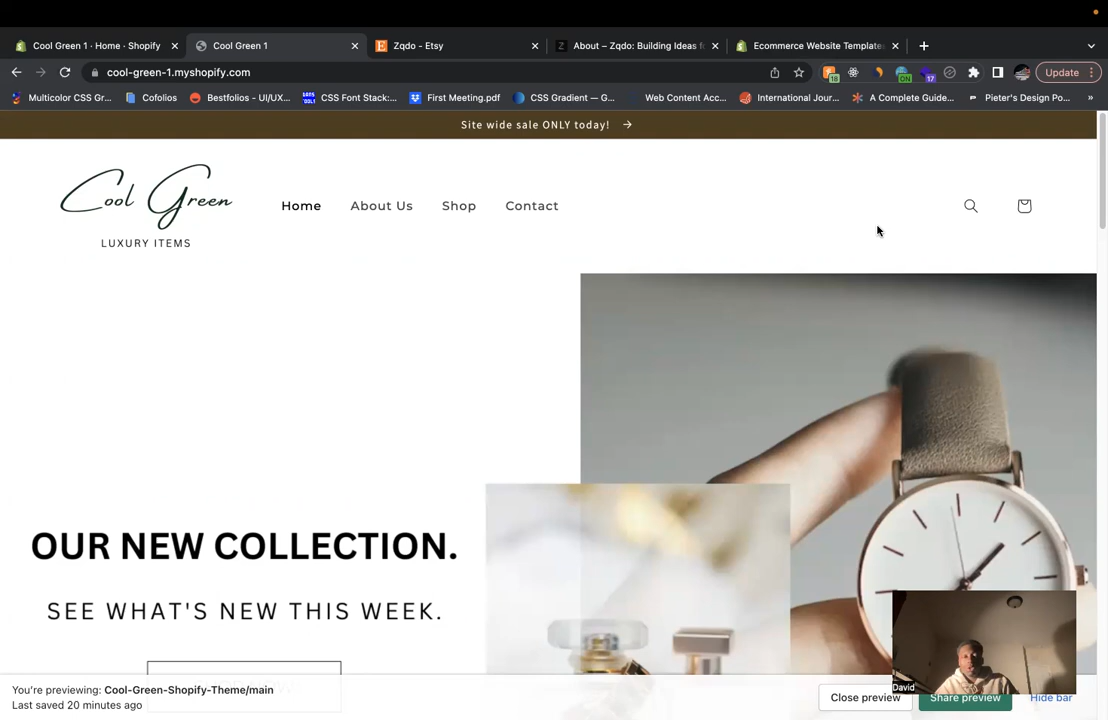 Cool Green 1 · Home · Shopify
Cool Green 1
Zqdo - Etsy
About – Zqdo: Building Ideas f
Ecommerce Website Template
cool-green-1.myshopify.com
18
ON
17
Update
Multicolor CSS Gr...
Cofolios
Bestfolios - UI/UX...
CSS Font Stack:...
First Meeting.pdf
CSS Gradient — G...
Web Content Acc...
International Jour...
A Complete Guide...
Pieter's Design Po...
»
Site wide sale ONLY today! →
Cool Green
LUXURY ITEMS
Home
About Us
Shop
Contact
OUR NEW COLLECTION.
SEE WHAT'S NEW THIS WEEK.
You're previewing: Cool-Green-Shopify-Theme/main
Last saved 20 minutes ago
Close preview
Share preview
Hide bar
David